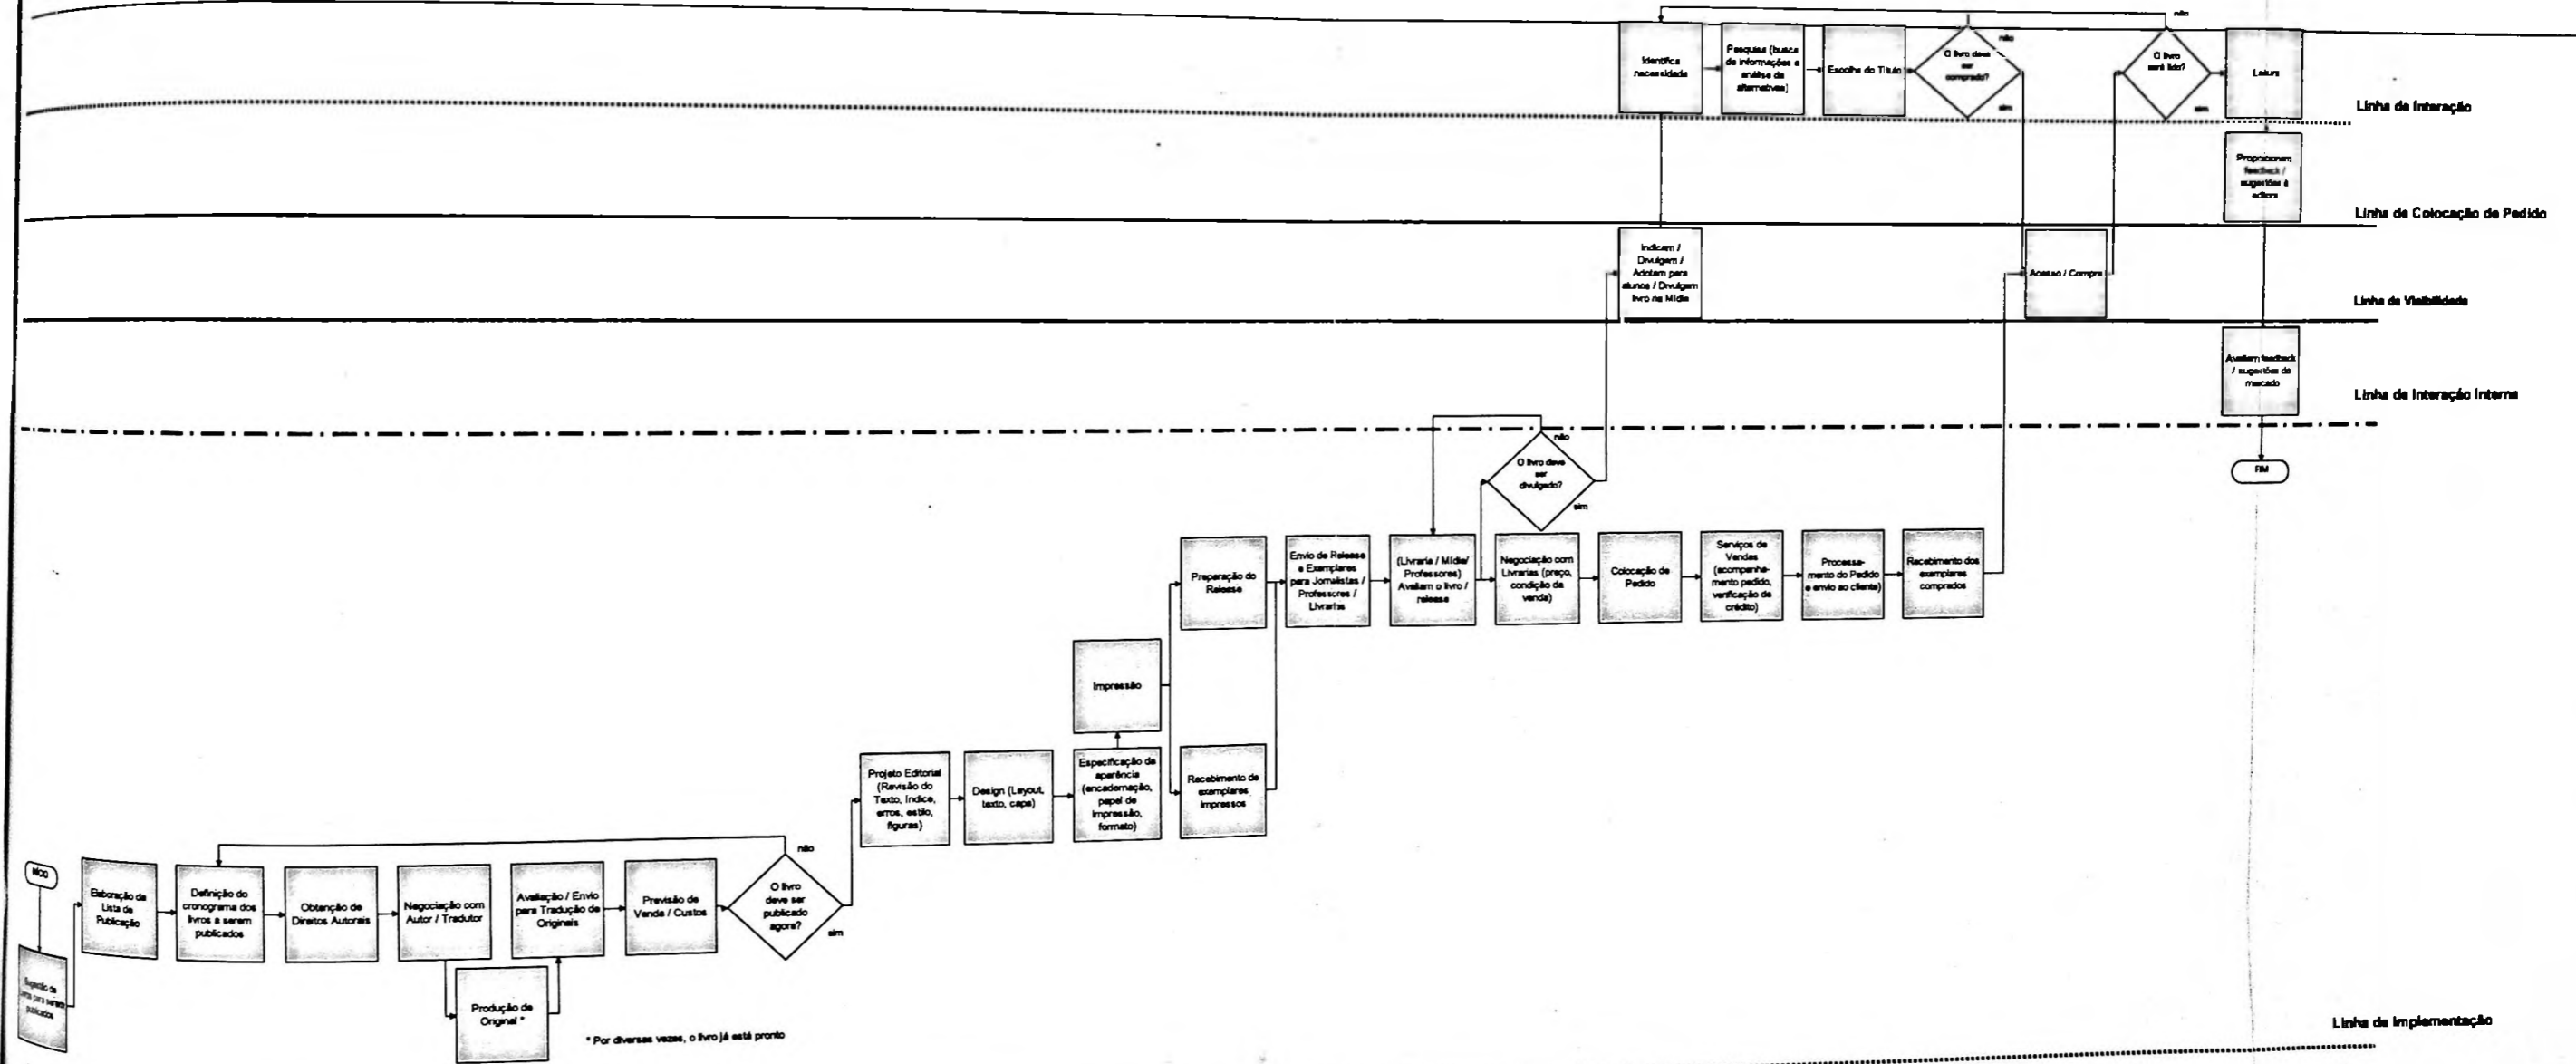 não
Identifica
necessidade
Pesquisa (busca
de informações e
análise de
alternativas)
Escolha do Título
O livro deve
ser
comprado?
não
sim
O livro
será lido?
sim
Leitura
Linha de Interação
Proporcionam
feedback /
sugestões à
editora
Linha de Colocação de Pedido
Indicam /
Divulgam /
Adotam para
alunos / Divulgam
livro na Mídia
Acesso / Compra
Linha de Visibilidade
Avaliam feedback
/ sugestões de
mercado
Linha de Interação Interna
não
O livro deve
ser
divulgado?
sim
FIM
Preparação do
Release
Envio de Release
e Exemplares
para Jornalistas /
Professores /
Livrarias
(Livraria / Mídia/
Professores)
Avaliam o livro /
release
Negociação com
Livrarias (preço,
condição de
venda)
Colocação de
Pedido
Serviços de
Vendas
(acompanha-
mento pedido,
verificação de
crédito)
Processa-
mento do Pedido
e envio ao cliente)
Recebimento dos
exemplares
comprados
Impressão
Projeto Editorial
(Revisão do
Texto, índice,
erros, estilo,
figuras)
Design (Layout,
texto, capa)
Especificação da
aparência
(encadernação,
papel de
impressão,
formato)
Recebimento de
exemplares
impressos
não
INÍCIO
Elaboração da
Lista de
Publicação
Definição do
cronograma dos
livros a serem
publicados
Obtenção de
Direitos Autorais
Negociação com
Autor / Tradutor
Avaliação / Envio
para Tradução de
Originais
Previsão de
Venda / Custos
O livro
deve ser
publicado
agora?
sim
Sugestão de
livros para serem
publicados
Produção de
Original *
* Por diversas vezes, o livro já está pronto
Linha de Implementação